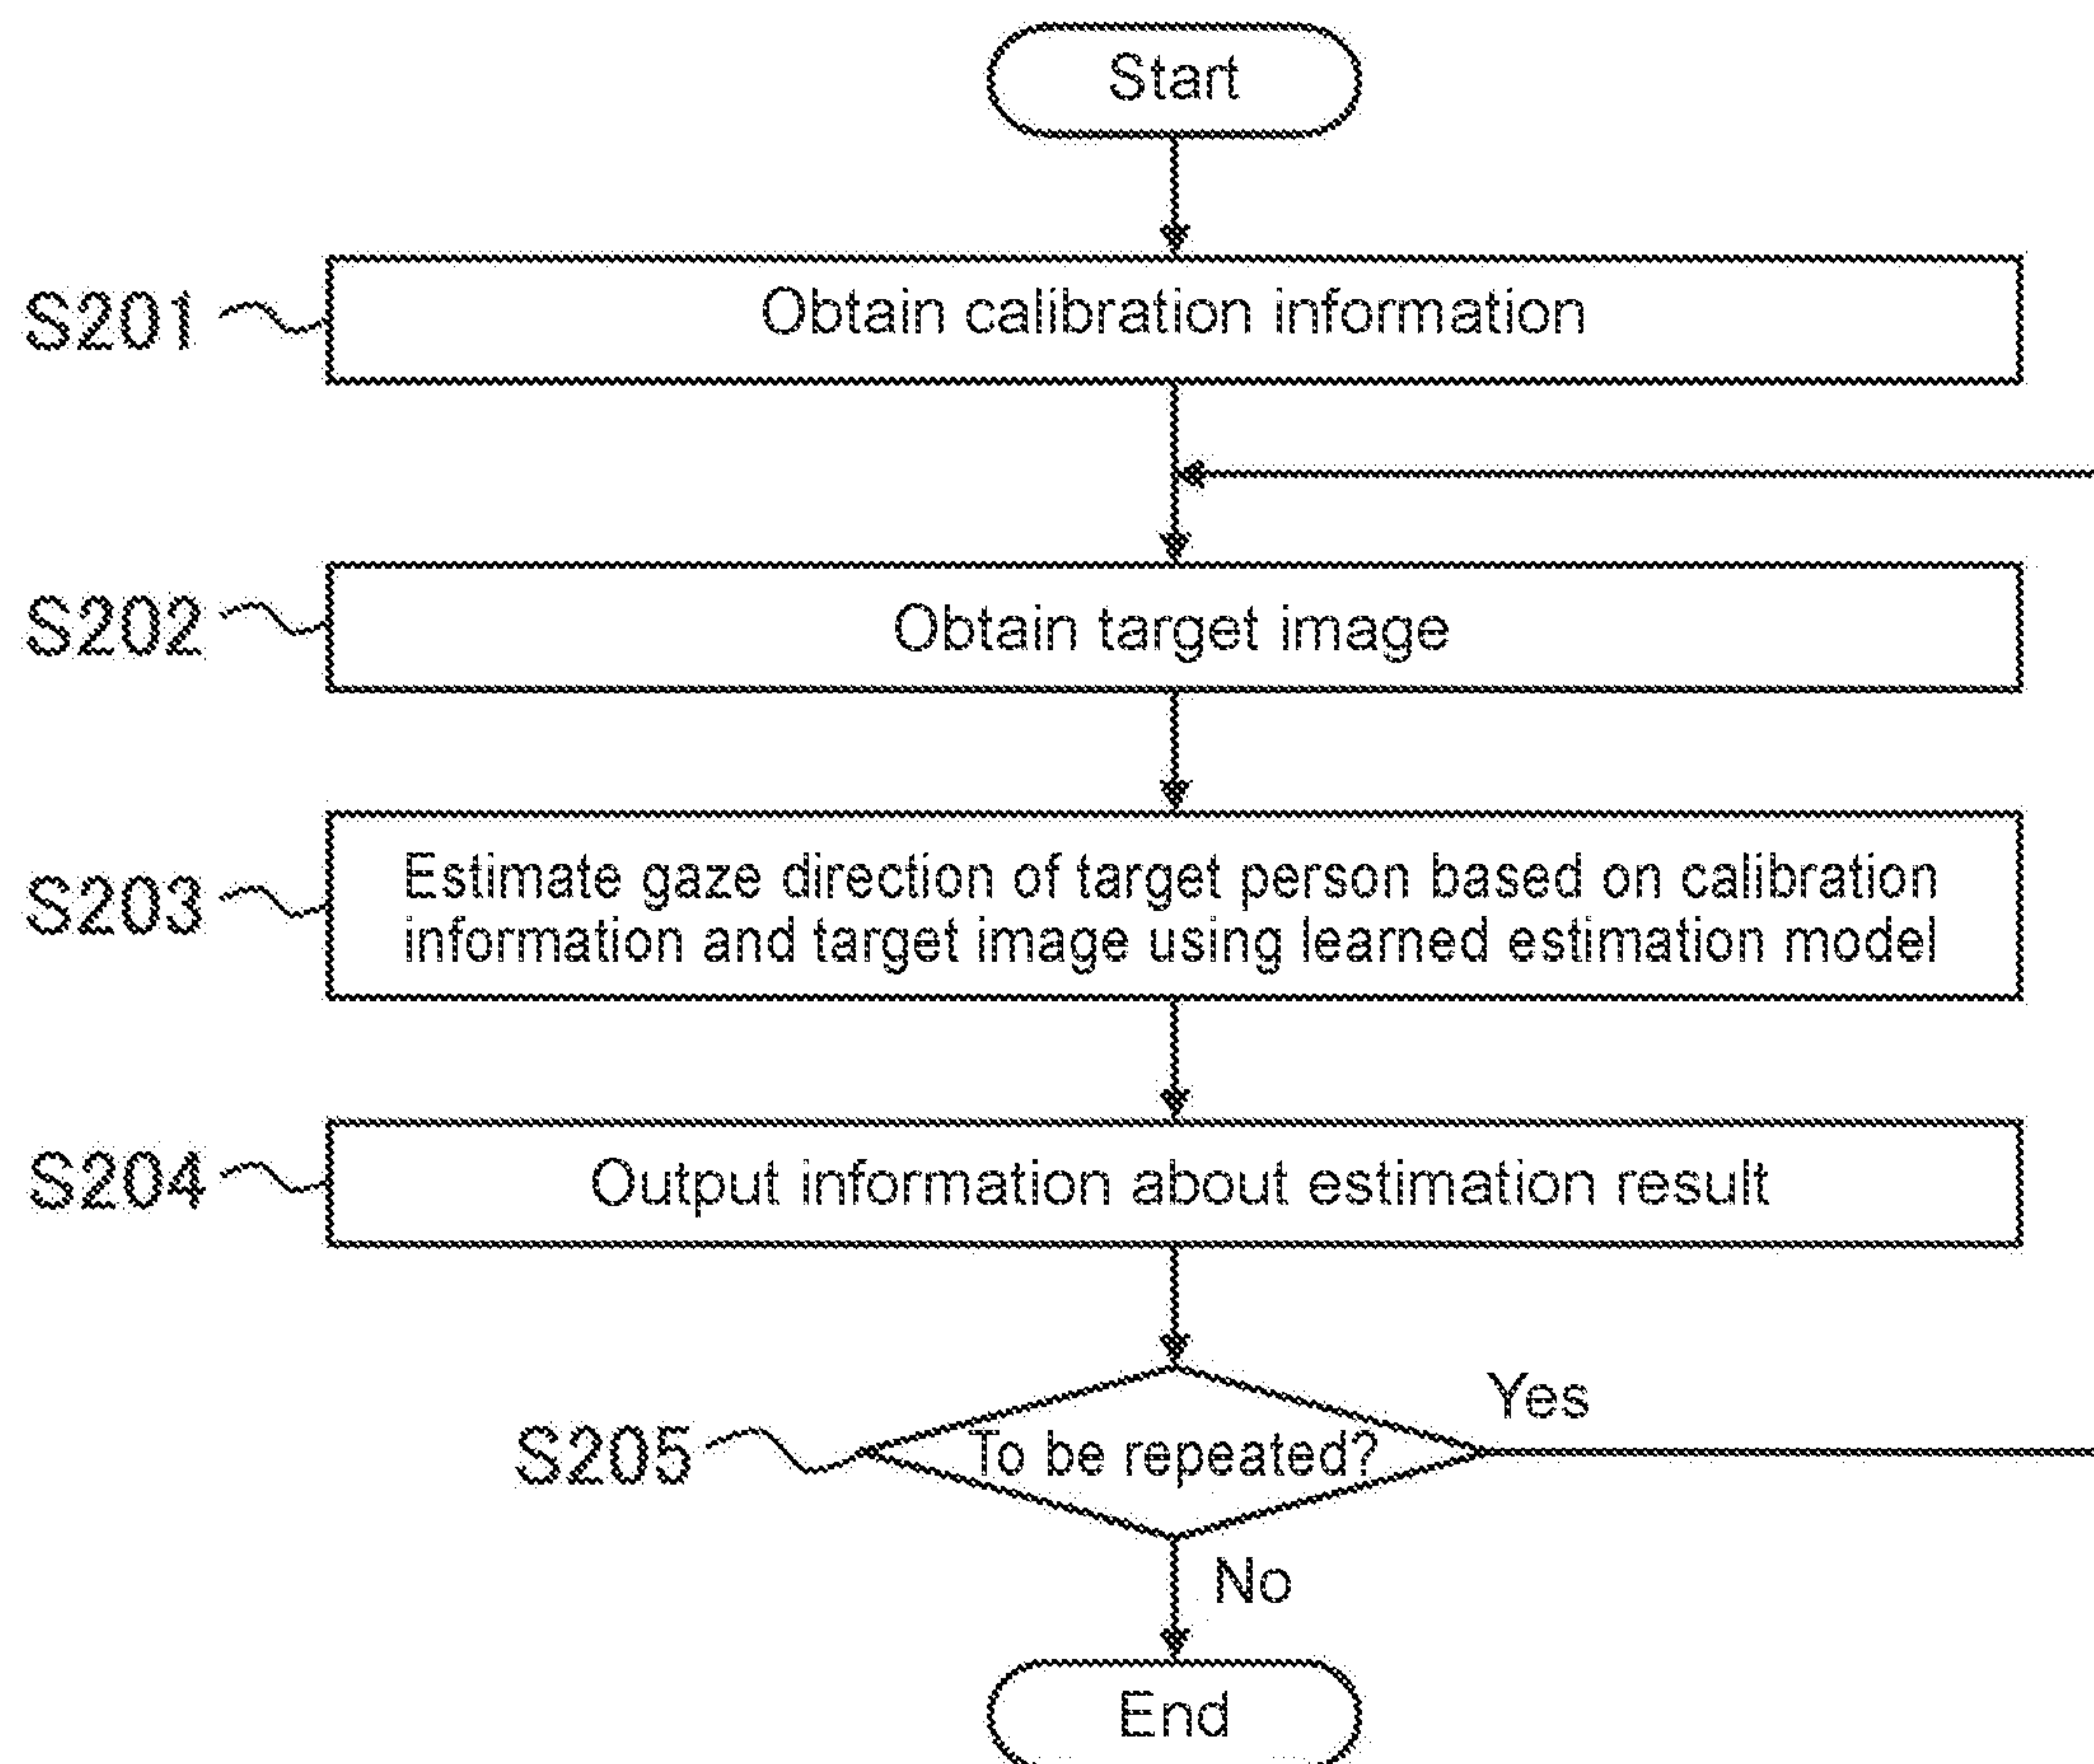 Start
S201
Obtain calibration information
S202
Obtain target image
S203
Estimate gaze direction of target person based on calibration
information and target image using learned estimation model
S204
Output information about estimation result
S205
To be repeated?
Yes
No
End